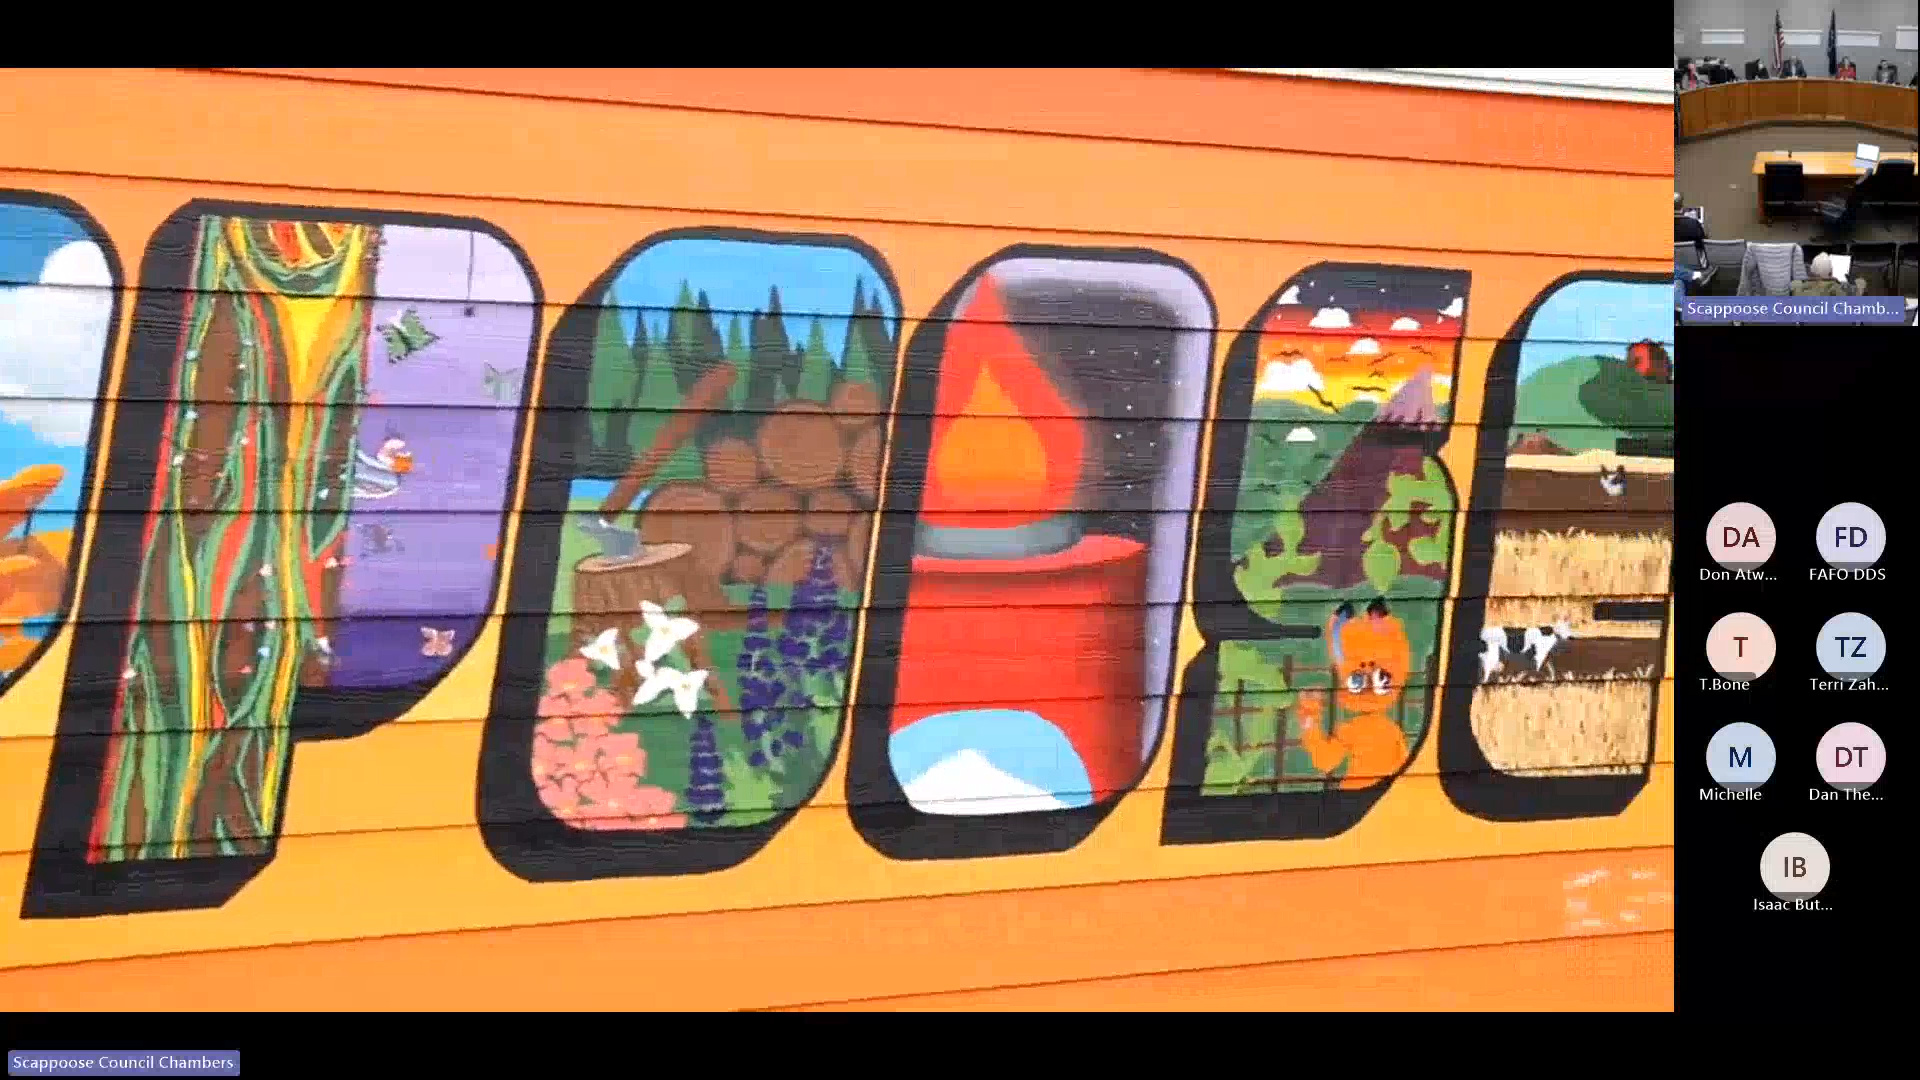 POOSE
Scappoose Council Chamb...
DA
Don Atw...
FD
FAFO DDS
T
T.Bone
TZ
Terri Zah...
M
Michelle
DT
Dan The...
IB
Isaac But...
Scappoose Council Chambers